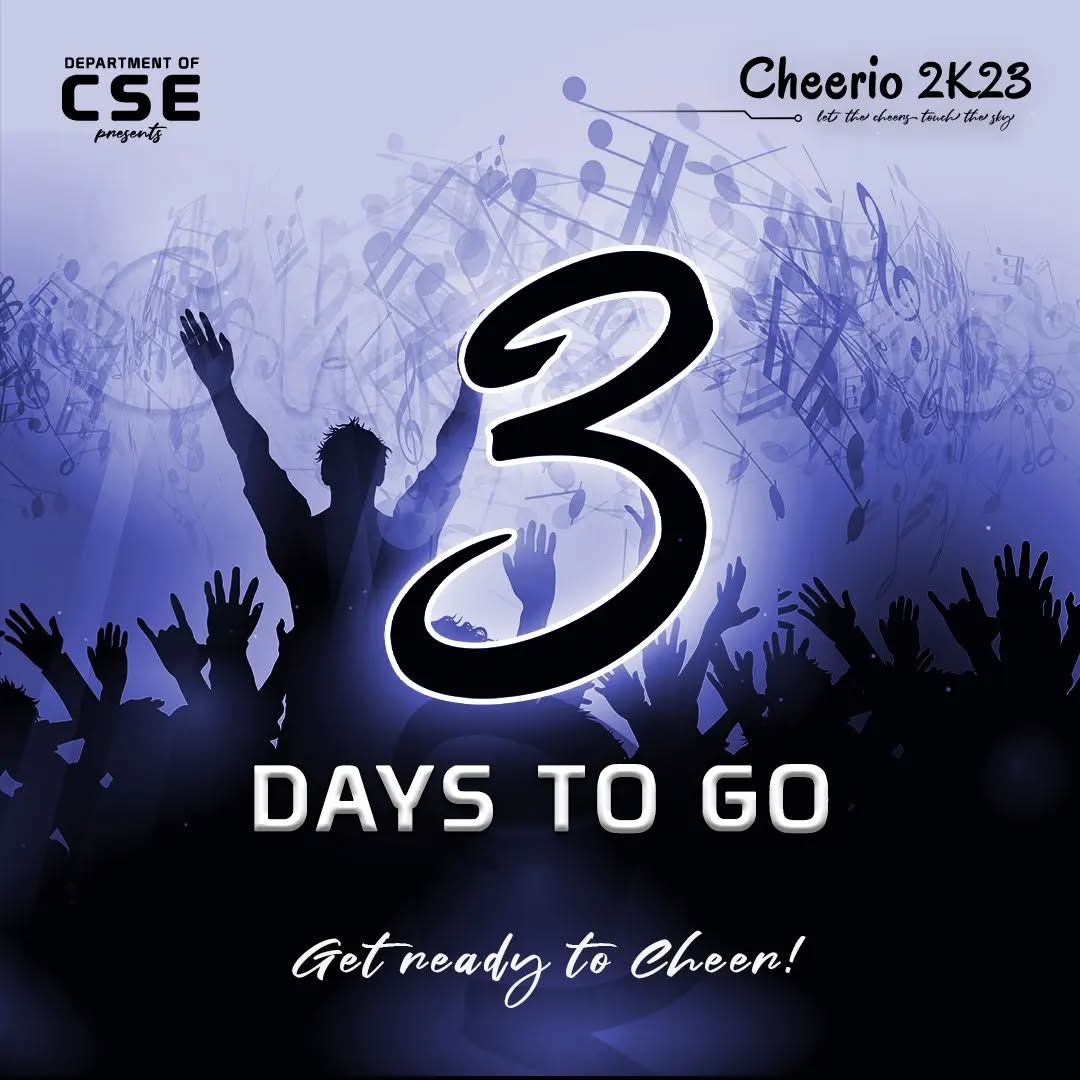 DEPARTMENT OF
CSE
presents
Cheerio 2K23
let the cheers touch the sky
3
DAYS TO GO
Get ready to Cheer!